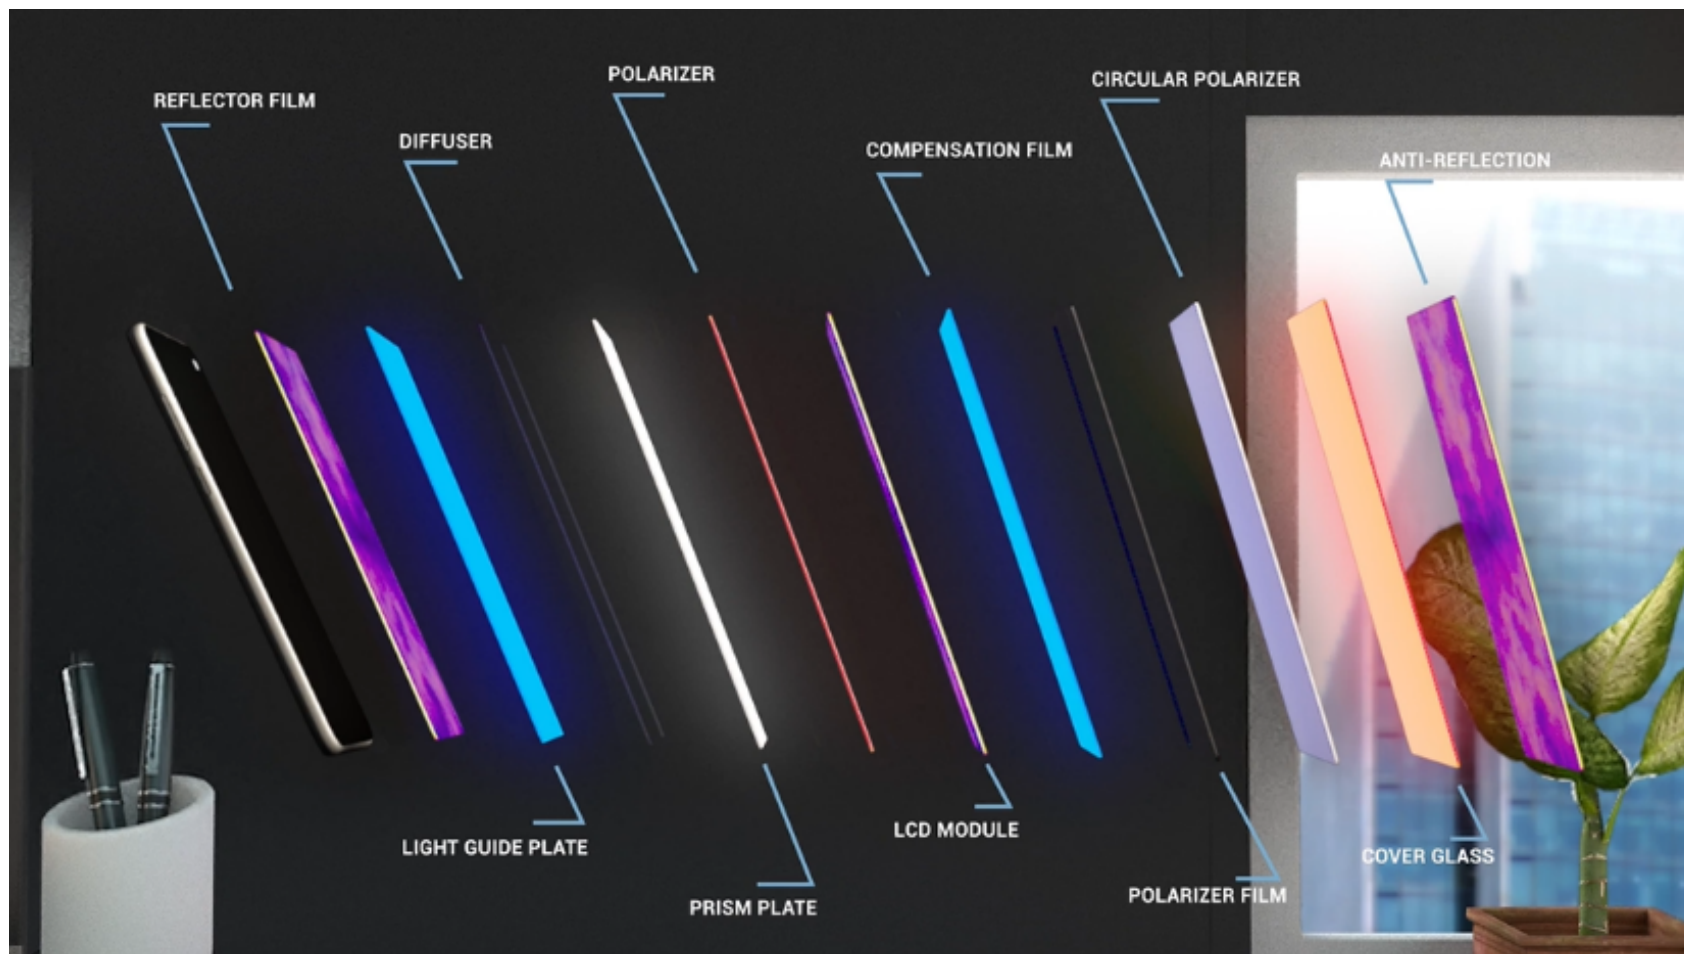 REFLECTOR FILM
DIFFUSER
POLARIZER
COMPENSATION FILM
CIRCULAR POLARIZER
ANTI-REFLECTION
LIGHT GUIDE PLATE
PRISM PLATE
LCD MODULE
POLARIZER FILM
COVER GLASS